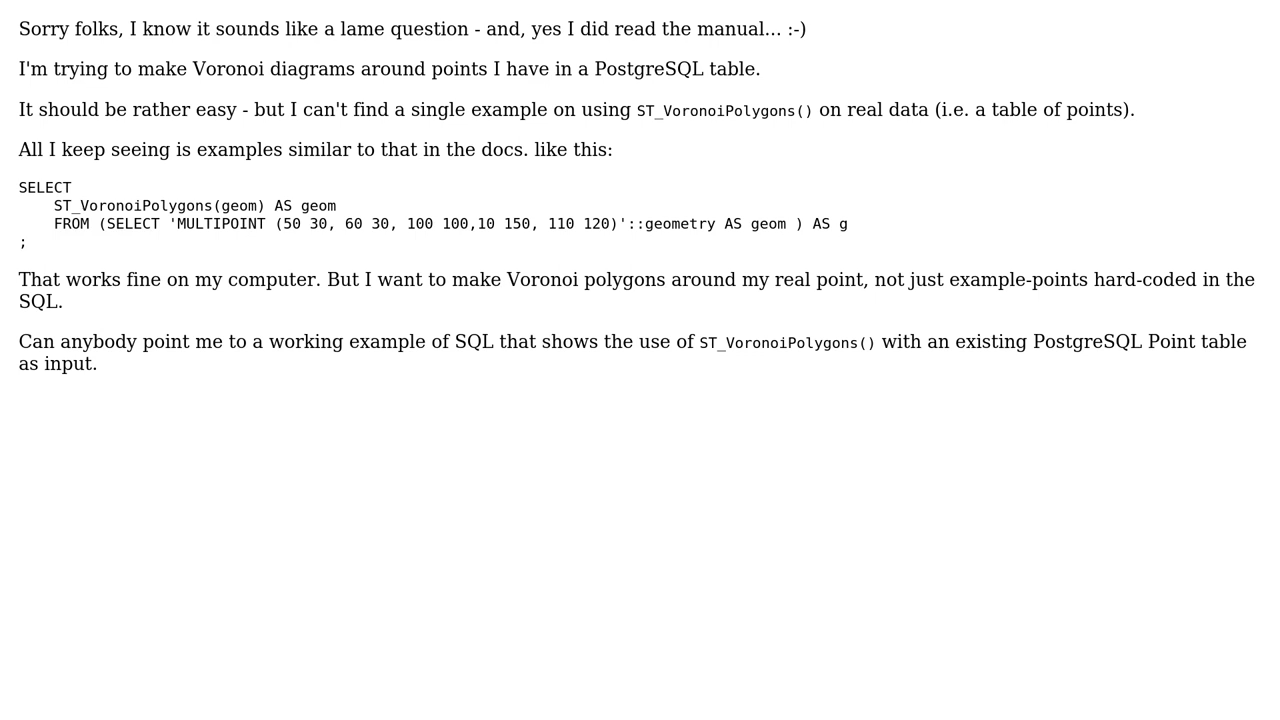 Sorry folks, I know it sounds like a lame question - and, yes I did read the manual... :-)
I'm trying to make Voronoi diagrams around points I have in a PostgreSQL table.
It should be rather easy - but I can't find a single example on using ST_VoronoiPolygons() on real data (i.e. a table of points).
All I keep seeing is examples similar to that in the docs. like this:
SELECT
    ST_VoronoiPolygons(geom) AS geom
    FROM (SELECT 'MULTIPOINT (50 30, 60 30, 100 100,10 150, 110 120)'::geometry AS geom ) AS g
;
That works fine on my computer. But I want to make Voronoi polygons around my real point, not just example-points hard-coded in the
SQL.
Can anybody point me to a working example of SQL that shows the use of ST_VoronoiPolygons() with an existing PostgreSQL Point table
as input.